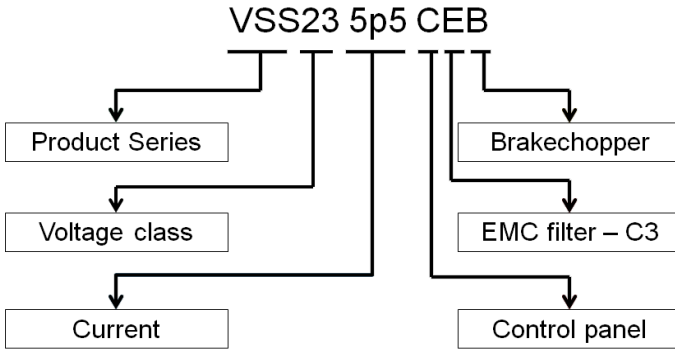 VSS23 5p5 CEB
Product Series
Brakechopper
Voltage class
EMC filter – C3
Current
Control panel